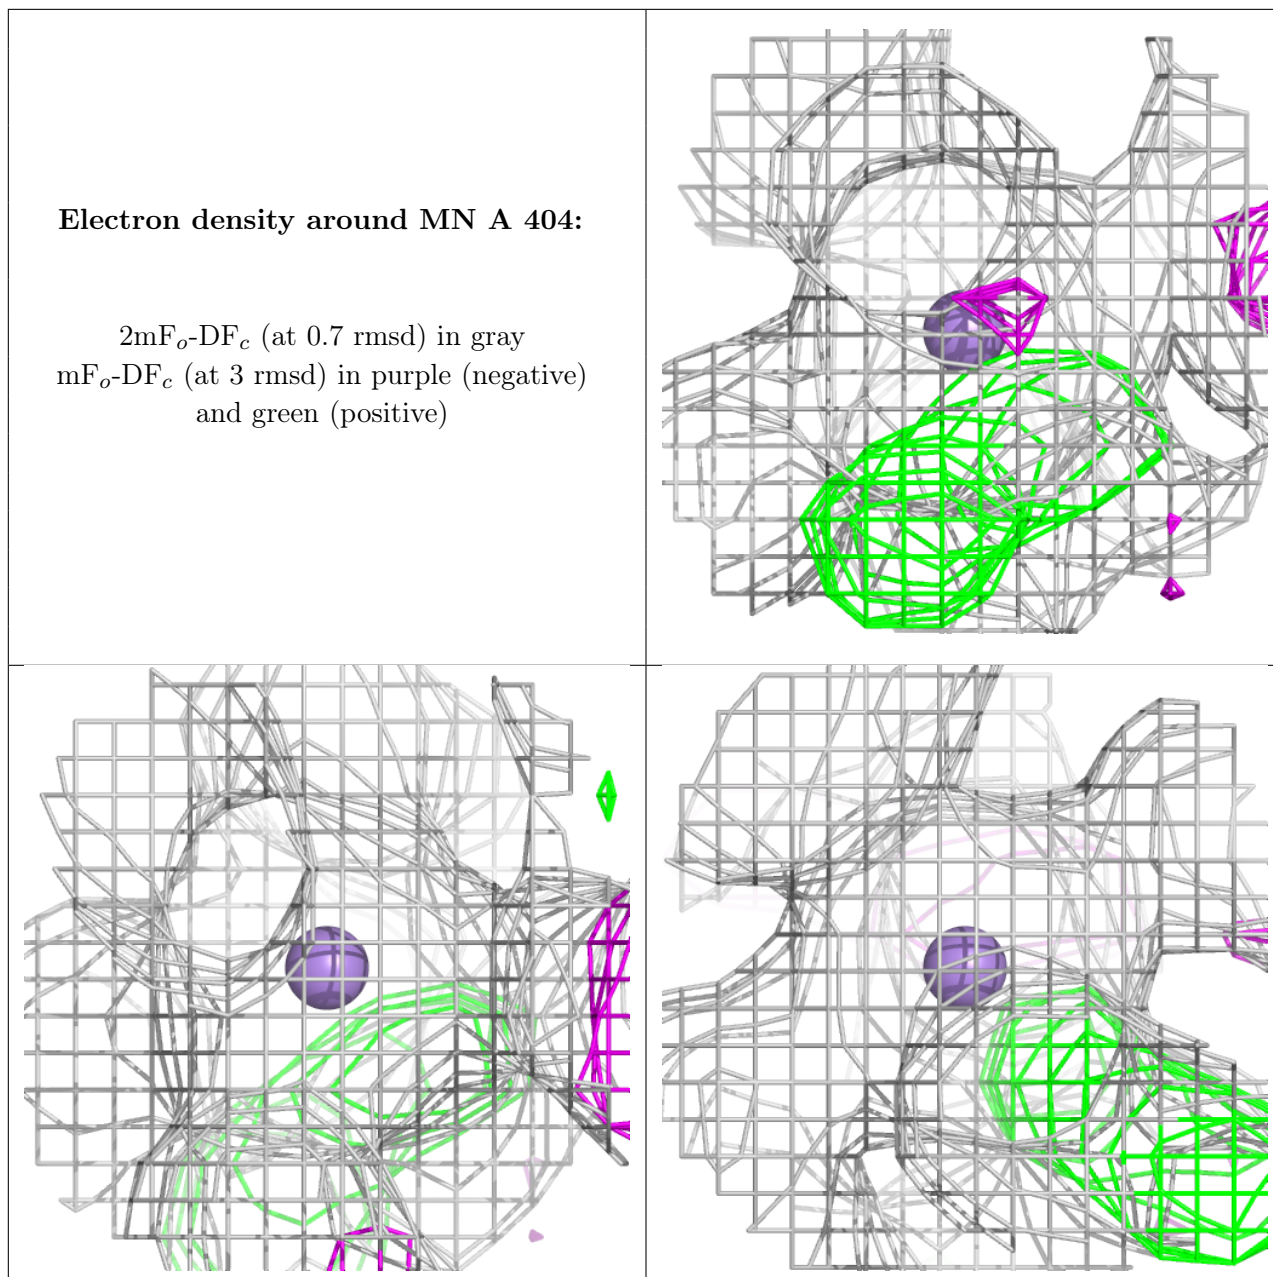 Electron density around MN A 404:
2mFo-DFc (at 0.7 rmsd) in gray
mFo-DFc (at 3 rmsd) in purple (negative)
and green (positive)